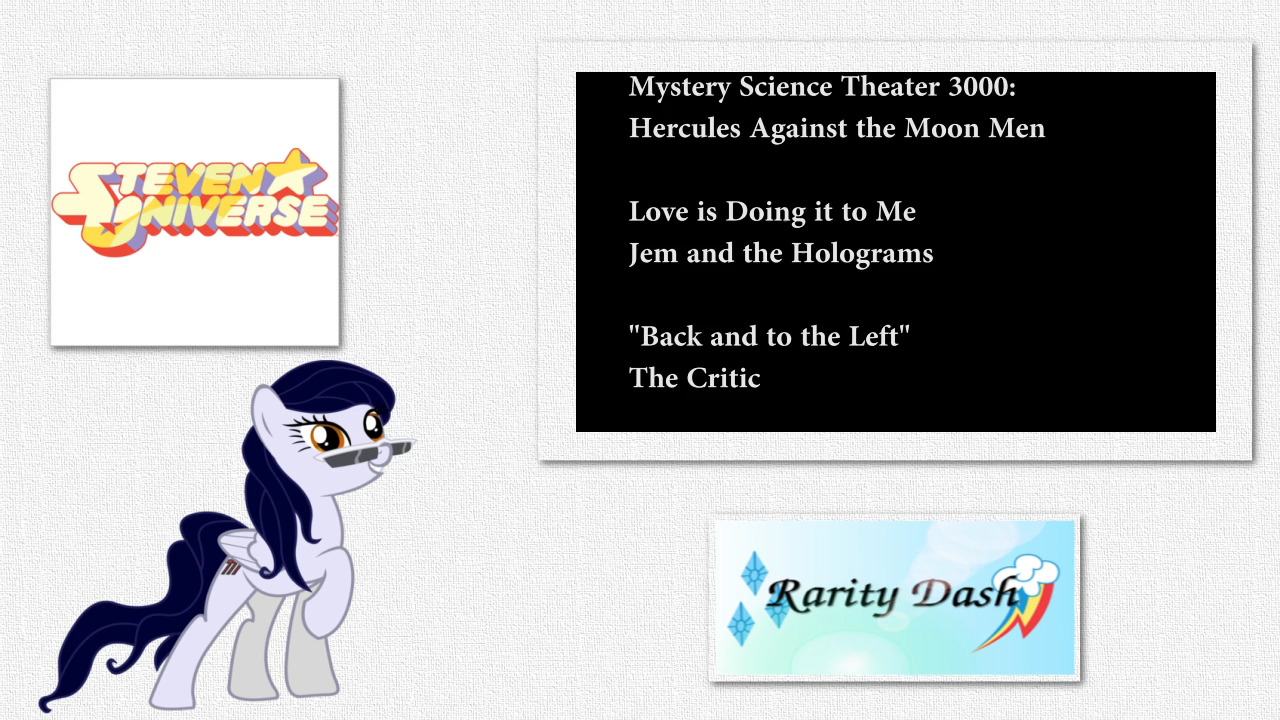 STEVEN
UNIVERSE
Mystery Science Theater 3000:
Hercules Against the Moon Men
Love is Doing it to Me
Jem and the Holograms
"Back and to the Left"
The Critic
Rarity Dash